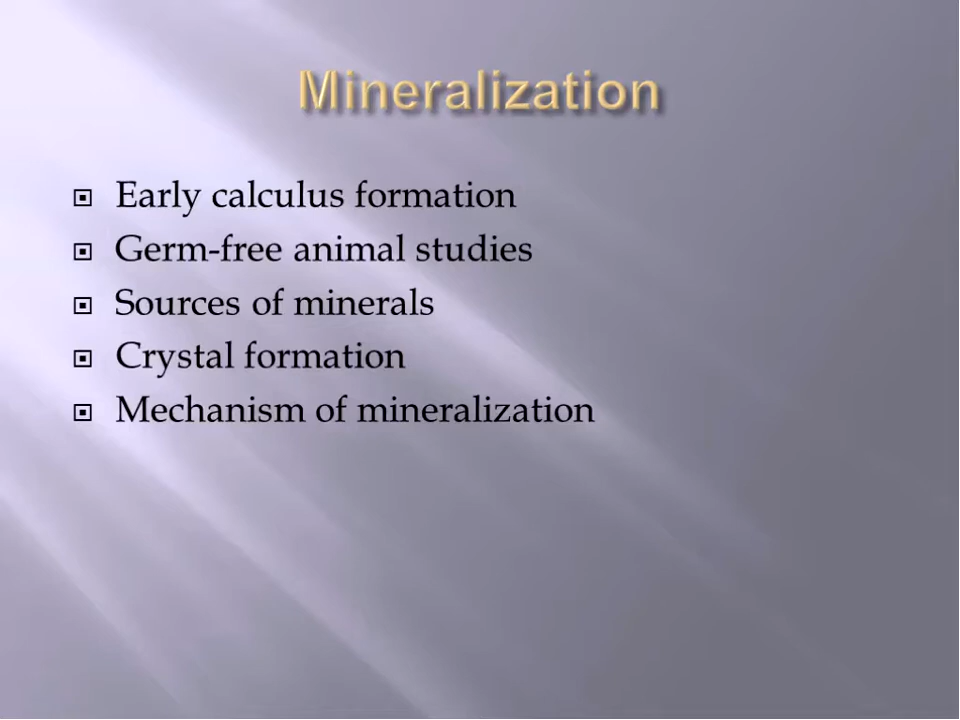 Mineralization
Early calculus formation
Germ-free animal studies
Sources of minerals
Crystal formation
Mechanism of mineralization